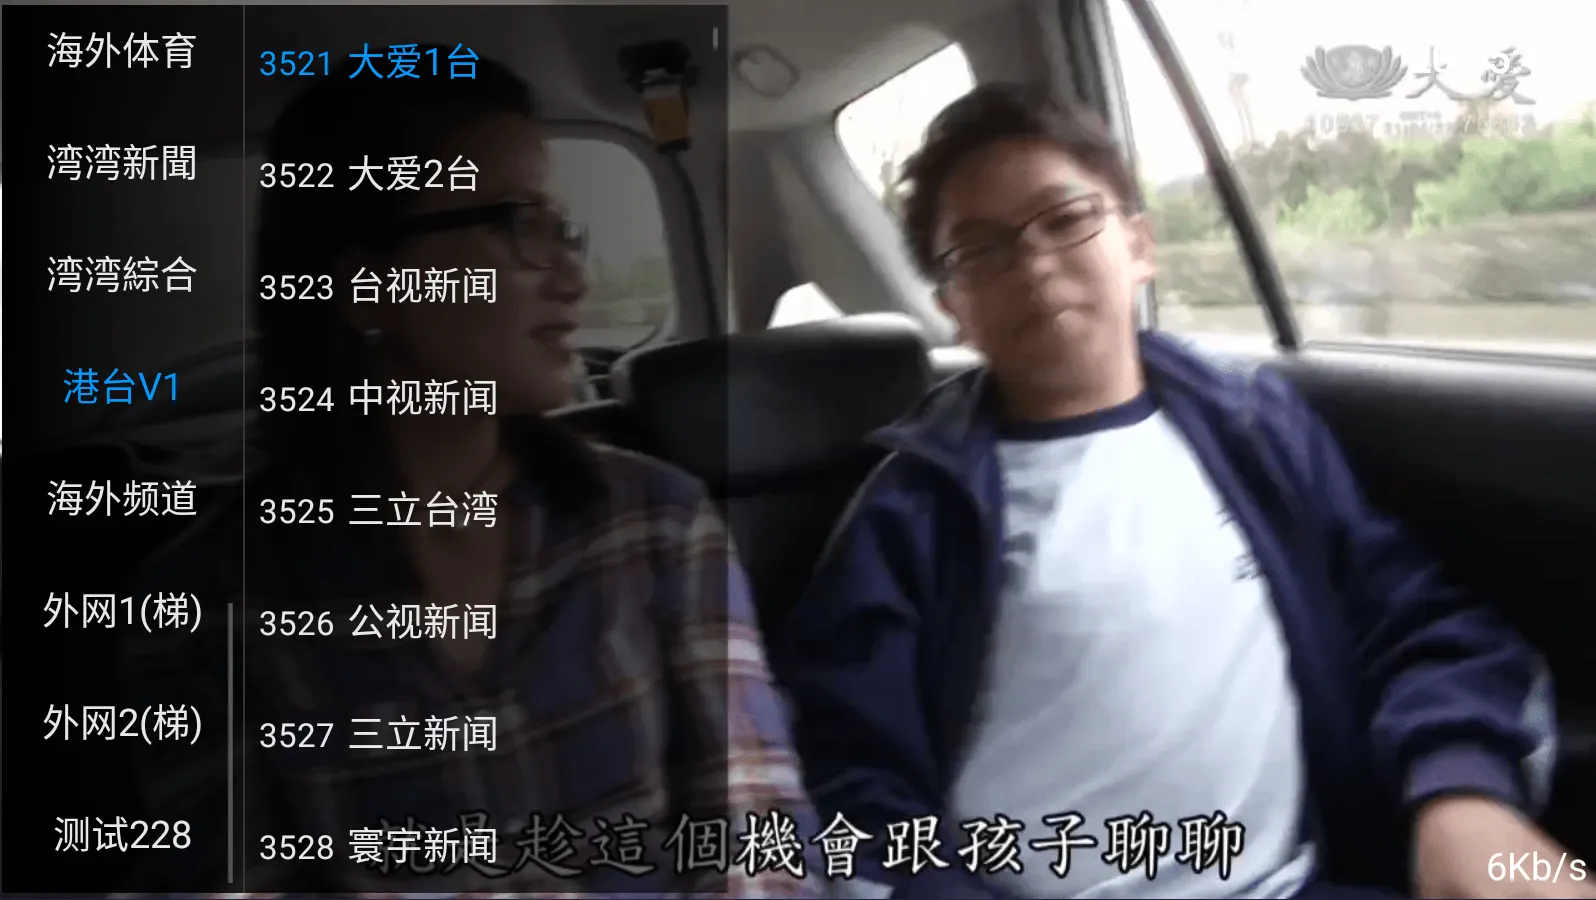 海外体育
湾湾新聞
湾湾綜合
港台V1
海外频道
外网1(梯)
外网2(梯)
测试228
3521 大爱1台
3522 大爱2台
3523 台视新闻
3524 中视新闻
3525 三立台湾
3526 公视新闻
3527 三立新闻
3528 寰宇新闻
大愛
就是趁這個機會跟孩子聊聊
6Kb/s